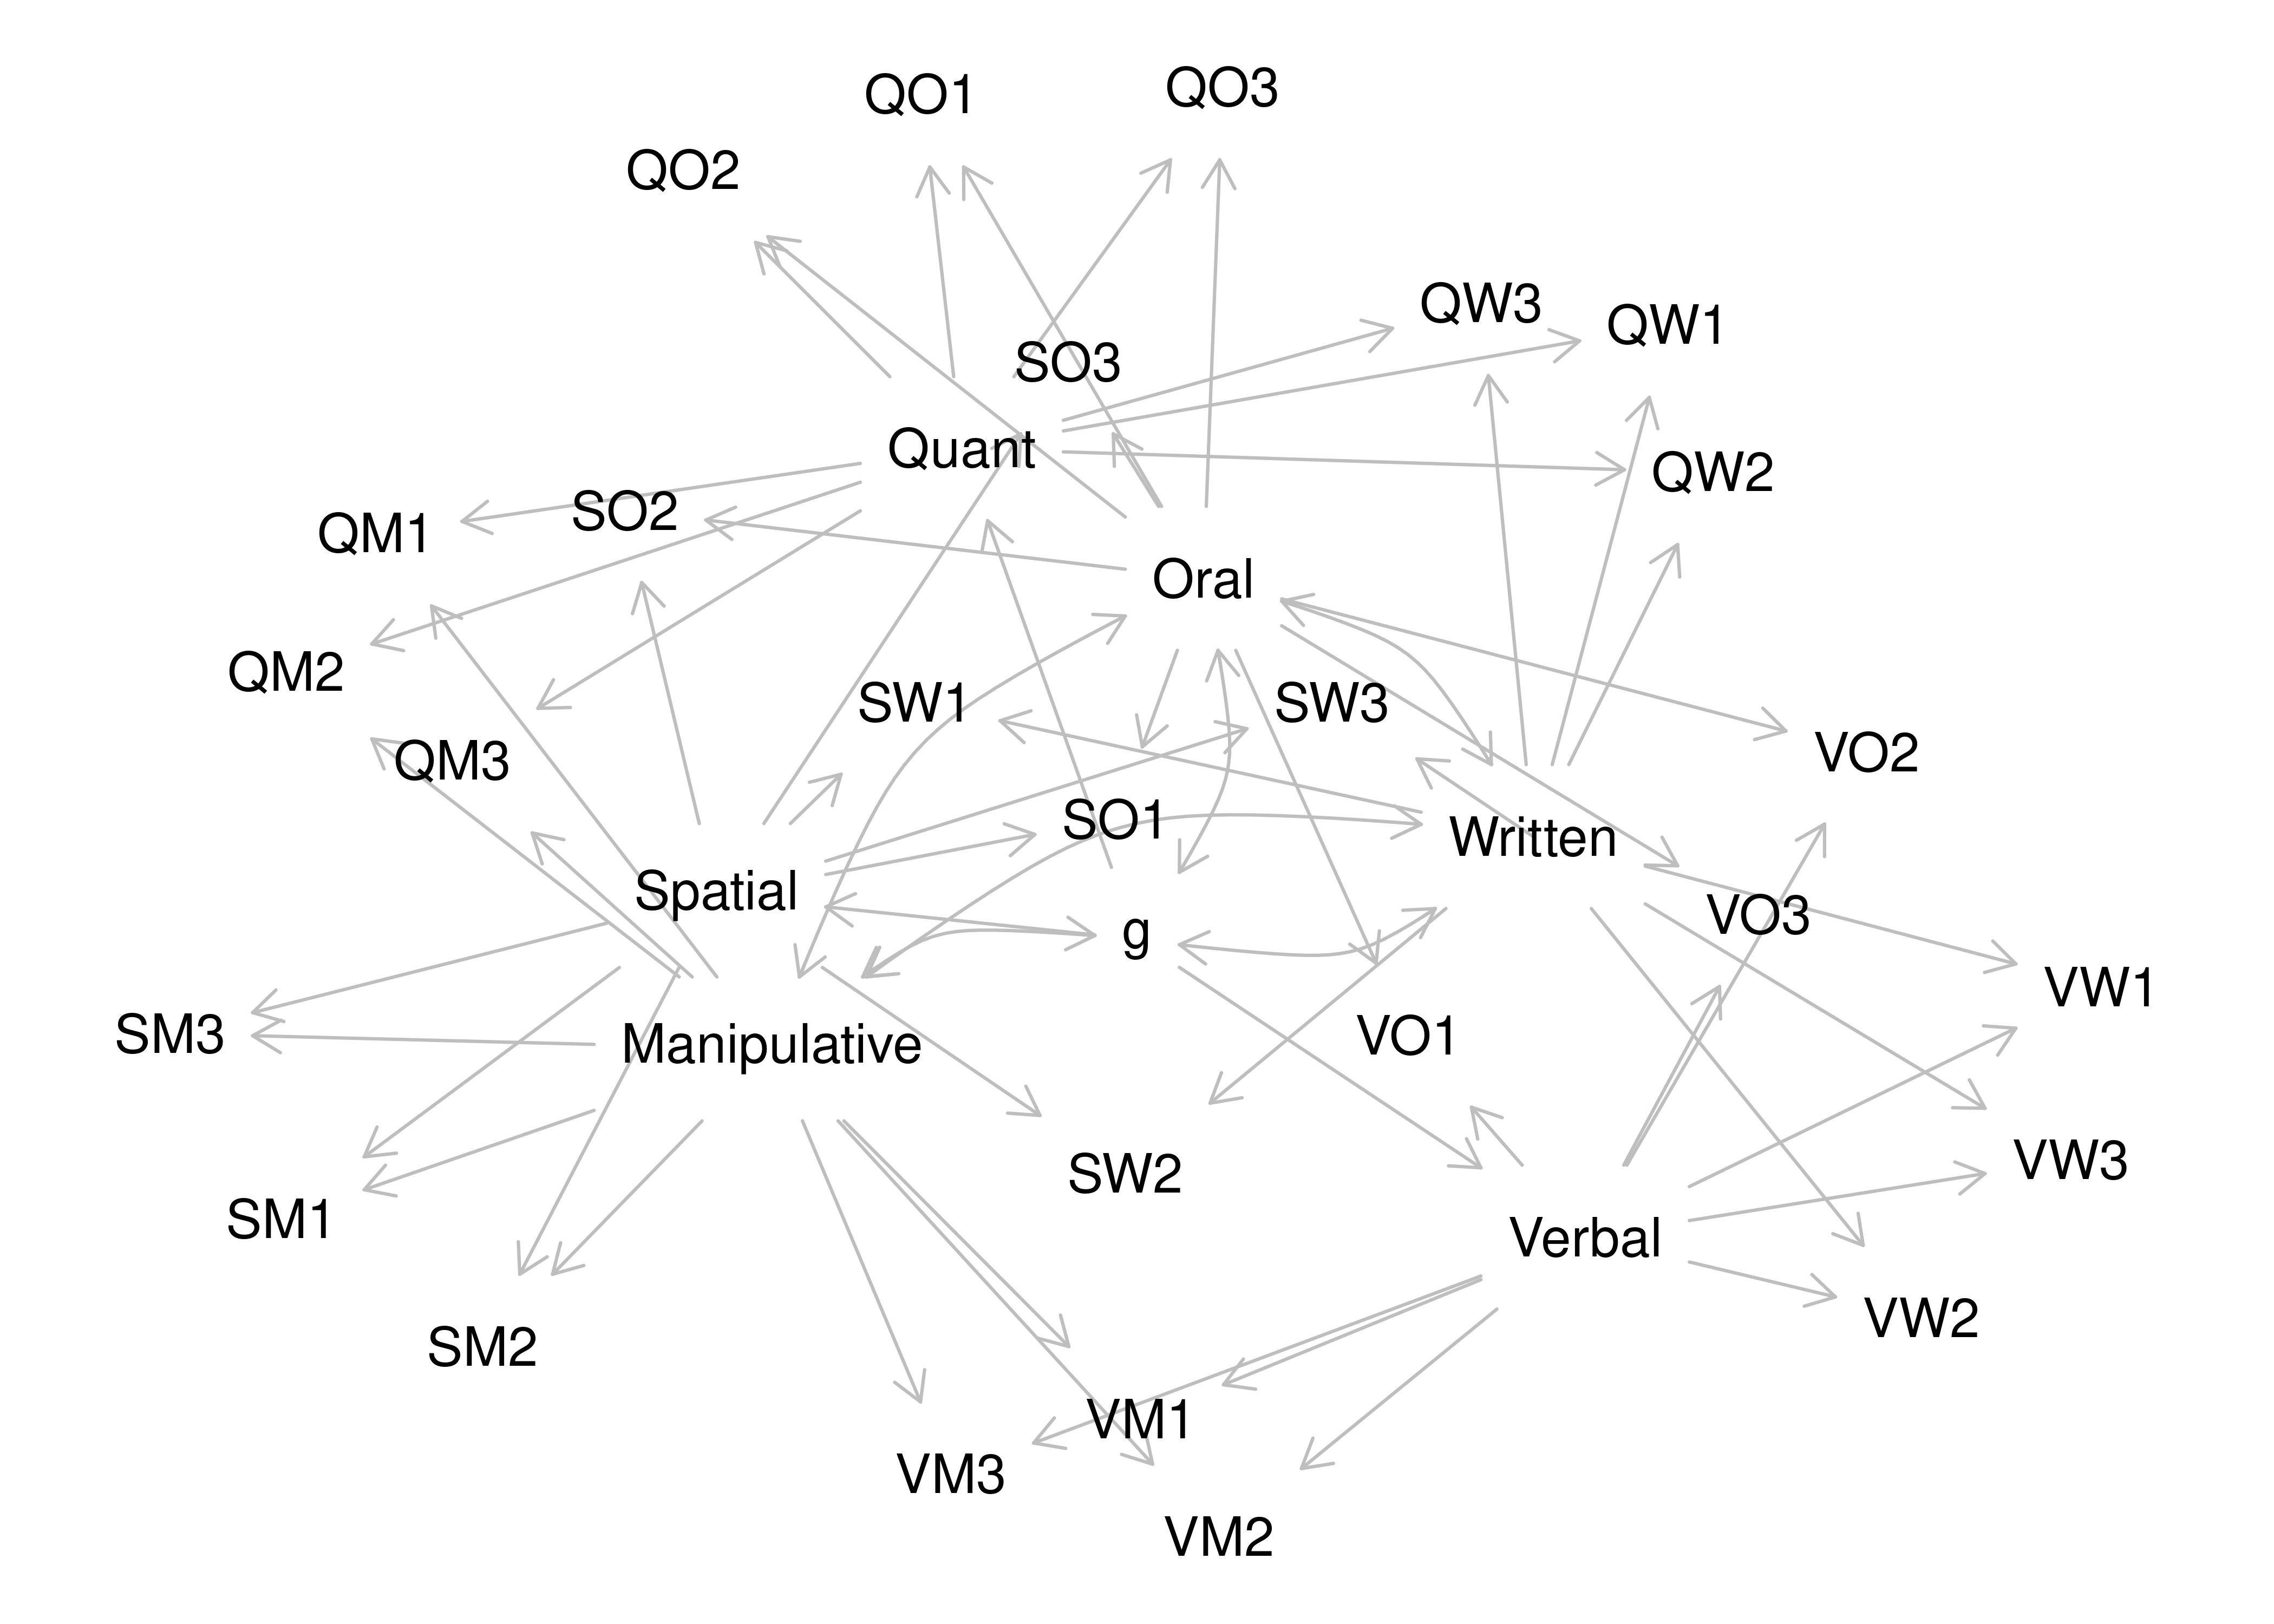 QO3
QO1
QO2
QW3
QW1
SO3
Quant
QW2
SO2
QM1
Oral
QM2
SW1
SW3
VO2
QM3
SO1
Written
Spatial
VO3
g
VW1
SM3
VO1
Manipulative
VW3
SW2
SM1
Verbal
VW2
SM2
VM1
VM3
VM2